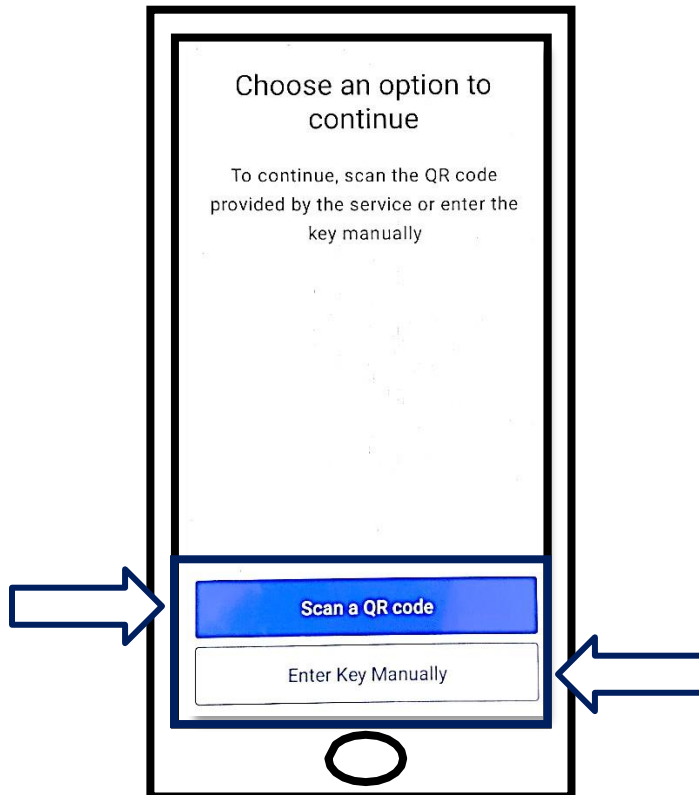 Choose an option to
continue
To continue, scan the QR code
provided by the service or enter the
key manually
Scan a QR code
Enter Key Manually